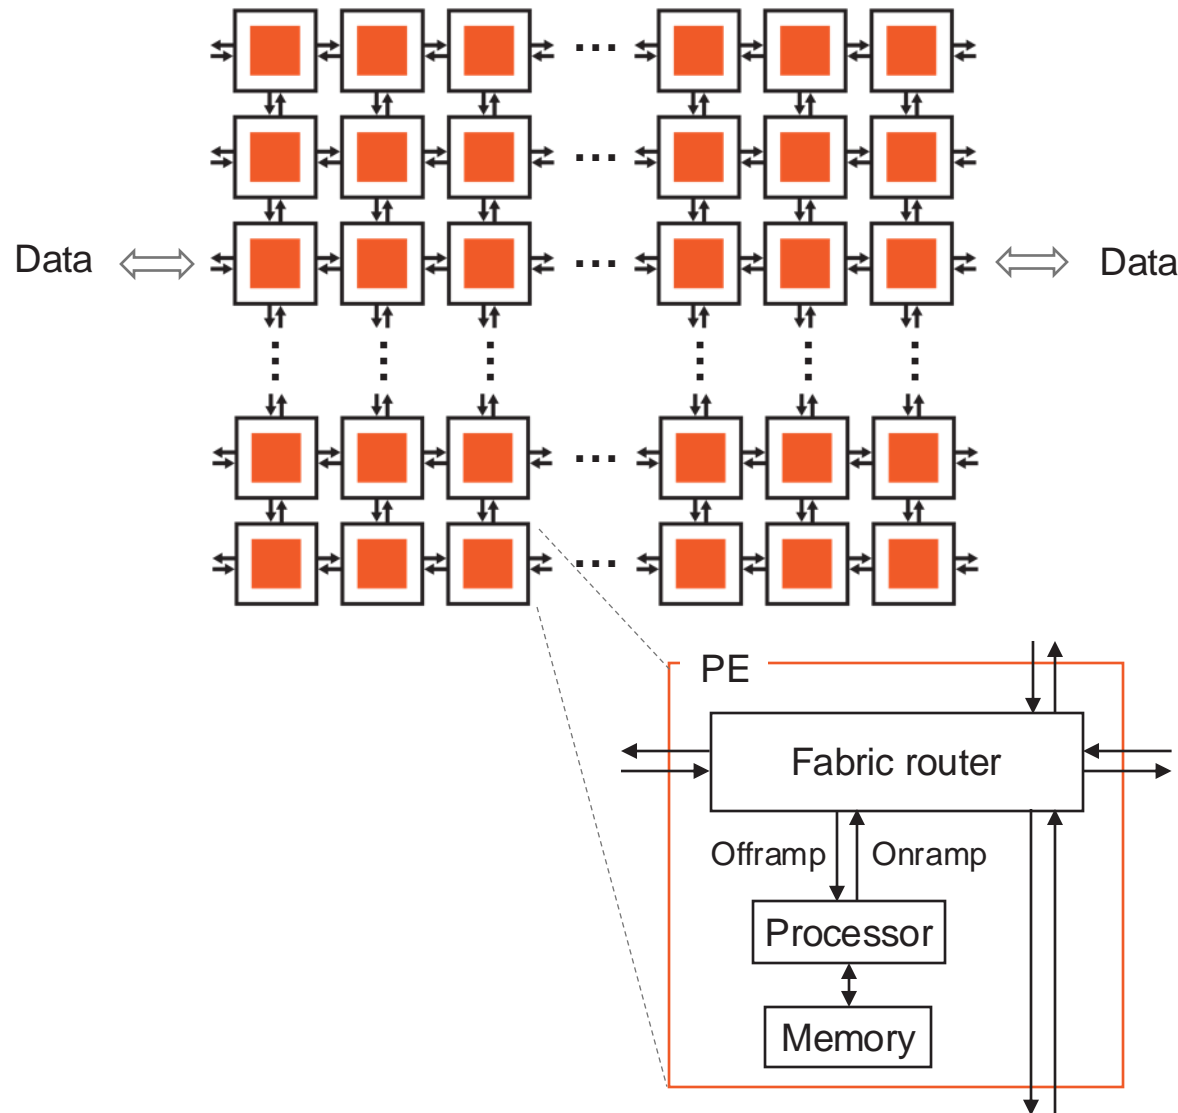 Data
Data
PE
Fabric router
Offramp
Onramp
Processor
Memory